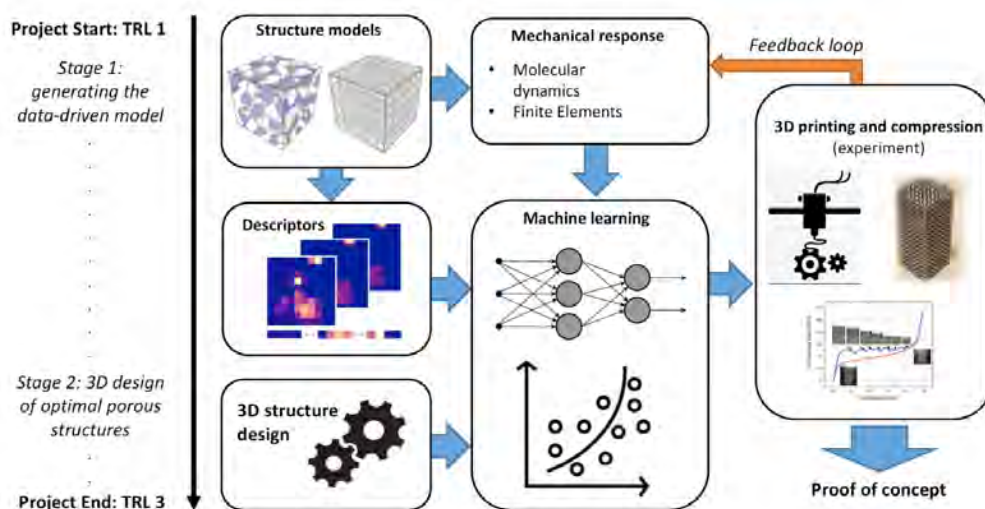 Project Start: TRL 1
Stage 1:
generating the
data-driven model
Structure models
Mechanical response
• Molecular
dynamics
• Finite Elements
Feedback loop
3D printing and compression
(experiment)
Descriptors
Machine learning
Stage 2: 3D design
of optimal porous
structures
3D structure
design
Project End: TRL 3
Proof of concept